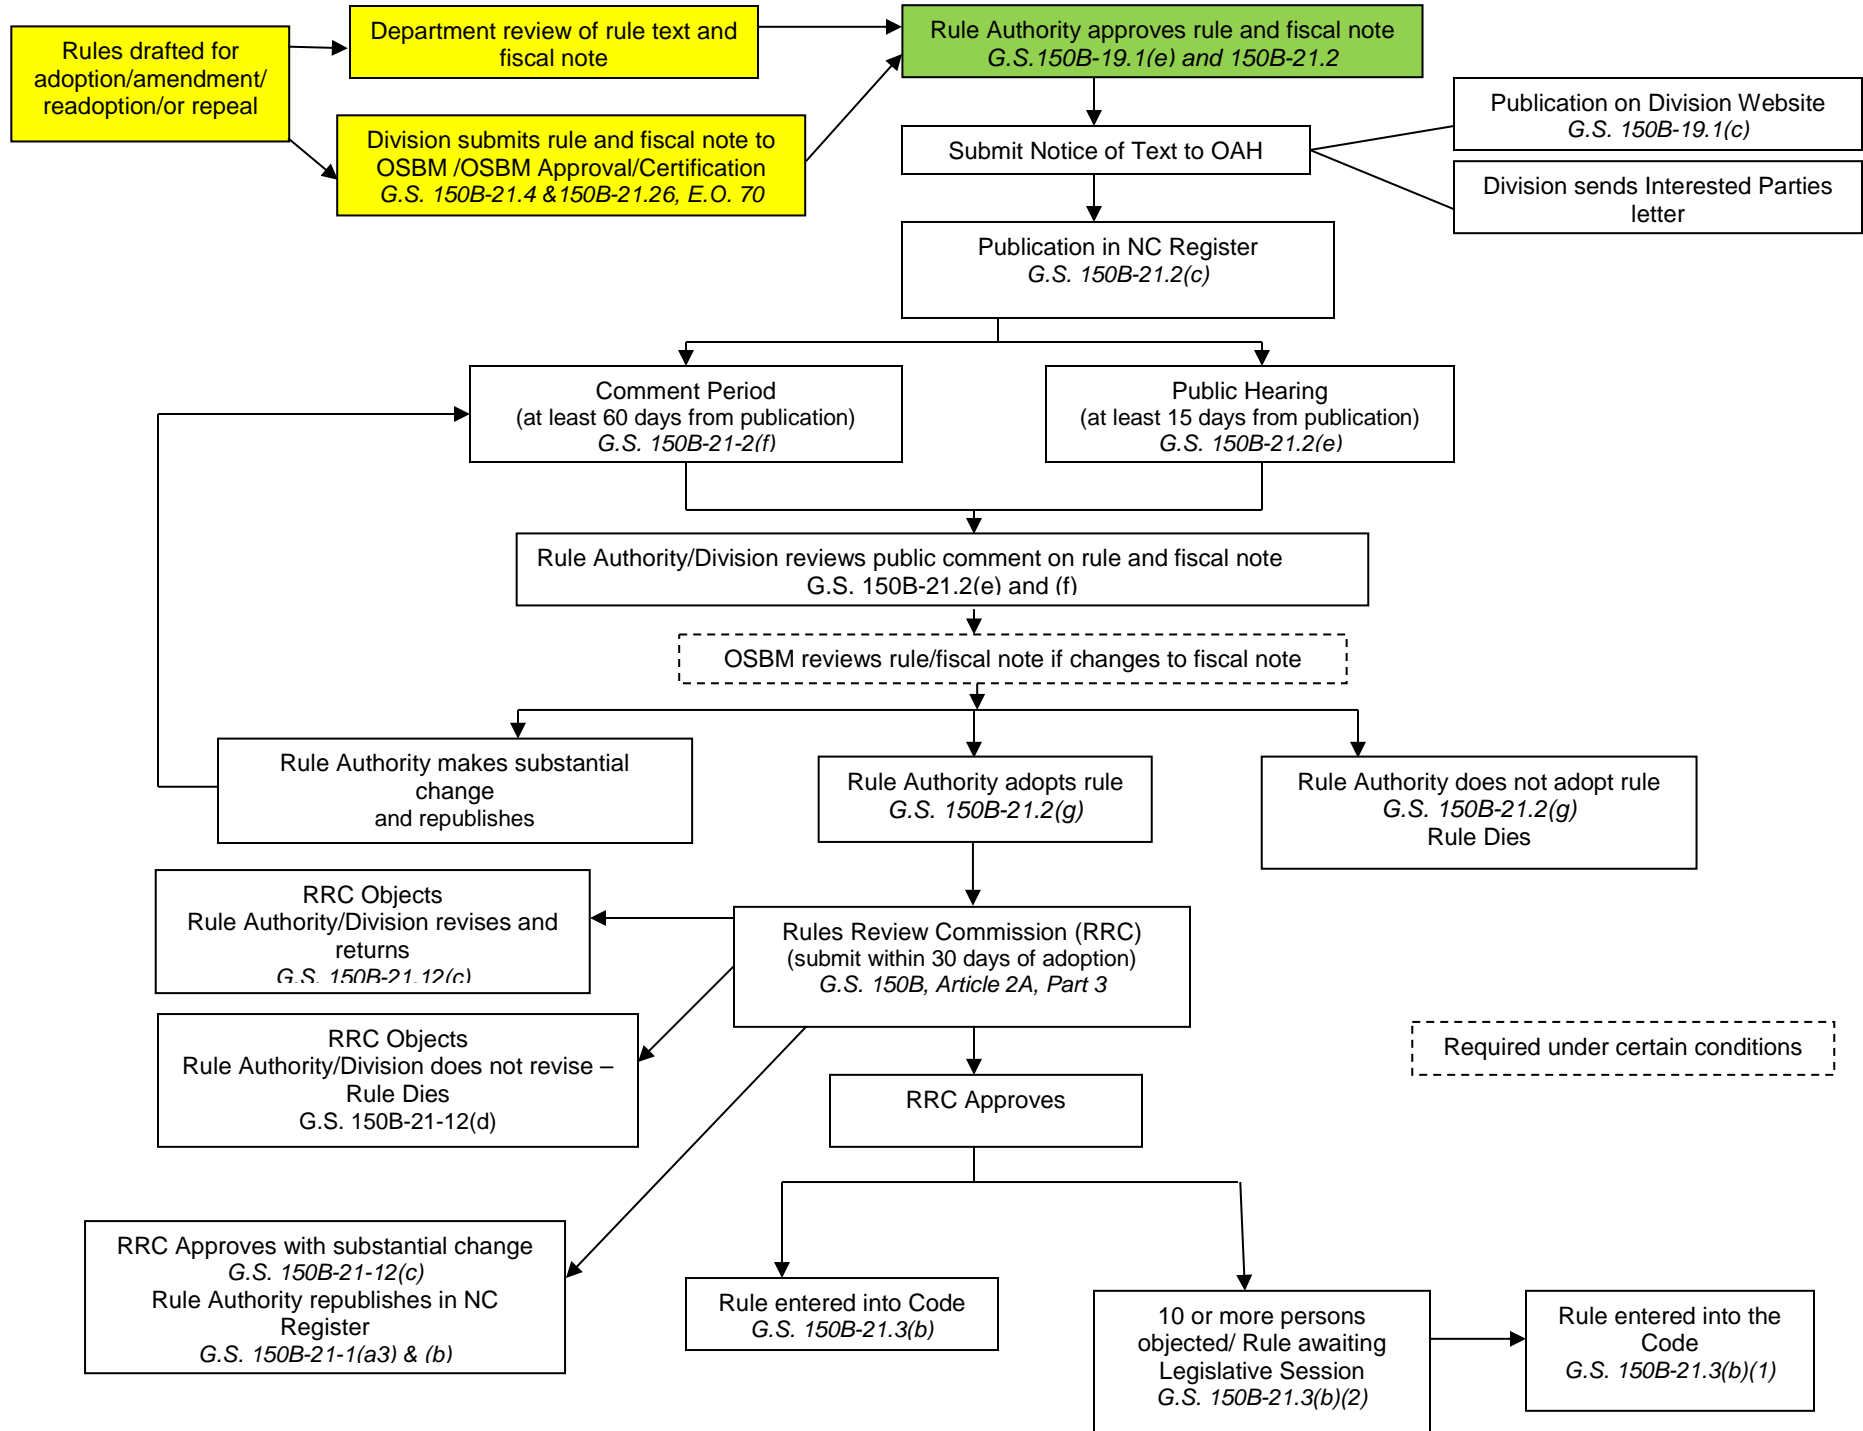 Rules drafted for
adoption/amendment/
readoption/or repeal
Department review of rule text and
fiscal note
Division submits rule and fiscal note to
OSBM /OSBM Approval/Certification
G.S. 150B-21.4 &150B-21.26, E.O. 70
Rule Authority approves rule and fiscal note
G.S.150B-19.1(e) and 150B-21.2
Submit Notice of Text to OAH
Publication on Division Website
G.S. 150B-19.1(c)
Division sends Interested Parties
letter
Publication in NC Register
G.S. 150B-21.2(c)
Comment Period
(at least 60 days from publication)
G.S. 150B-21-2(f)
Public Hearing
(at least 15 days from publication)
G.S. 150B-21.2(e)
Rule Authority/Division reviews public comment on rule and fiscal note
G.S. 150B-21.2(e) and (f)
OSBM reviews rule/fiscal note if changes to fiscal note
Rule Authority makes substantial
change
and republishes
Rule Authority adopts rule
G.S. 150B-21.2(g)
Rule Authority does not adopt rule
G.S. 150B-21.2(g)
Rule Dies
RRC Objects
Rule Authority/Division revises and
returns
G.S. 150B-21.12(c)
Rules Review Commission (RRC)
(submit within 30 days of adoption)
G.S. 150B, Article 2A, Part 3
RRC Objects
Rule Authority/Division does not revise –
Rule Dies
G.S. 150B-21-12(d)
Required under certain conditions
RRC Approves
RRC Approves with substantial change
G.S. 150B-21-12(c)
Rule Authority republishes in NC
Register
G.S. 150B-21-1(a3) & (b)
Rule entered into Code
G.S. 150B-21.3(b)
10 or more persons
objected/ Rule awaiting
Legislative Session
G.S. 150B-21.3(b)(2)
Rule entered into the
Code
G.S. 150B-21.3(b)(1)